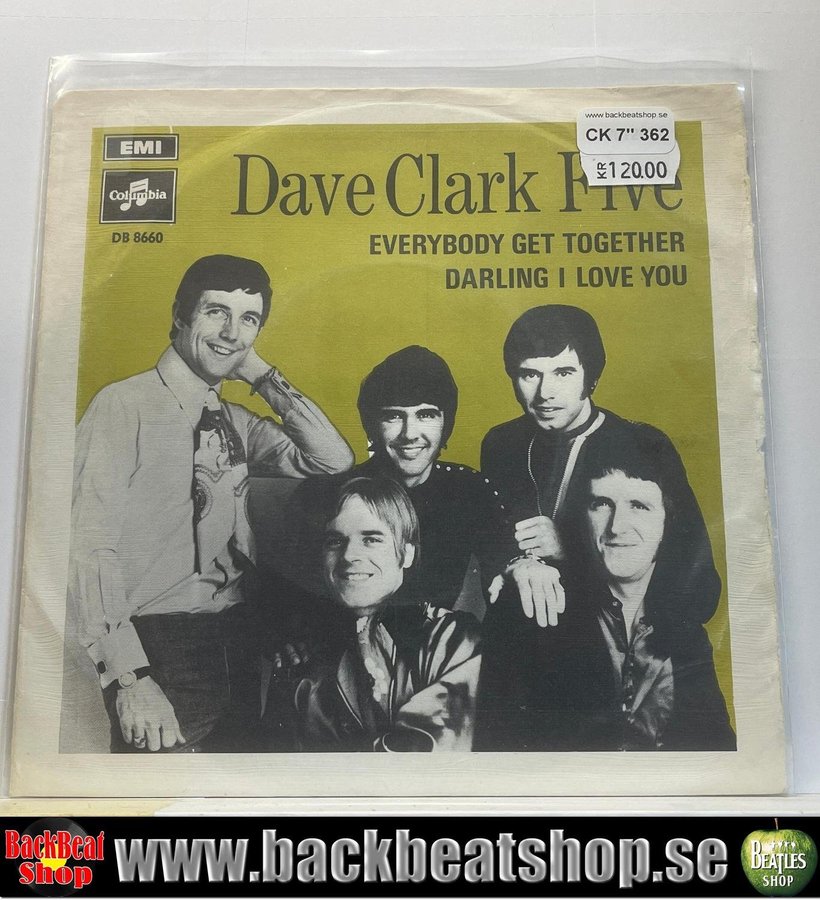 www.backbeatshop.se
CK 7" 362
KR 120.00
EMI
Columbia
DB 8660
Dave Clark Five
EVERYBODY GET TOGETHER
DARLING I LOVE YOU
BackBeat
Shop
www.backbeatshop.se
BEATLES
SHOP